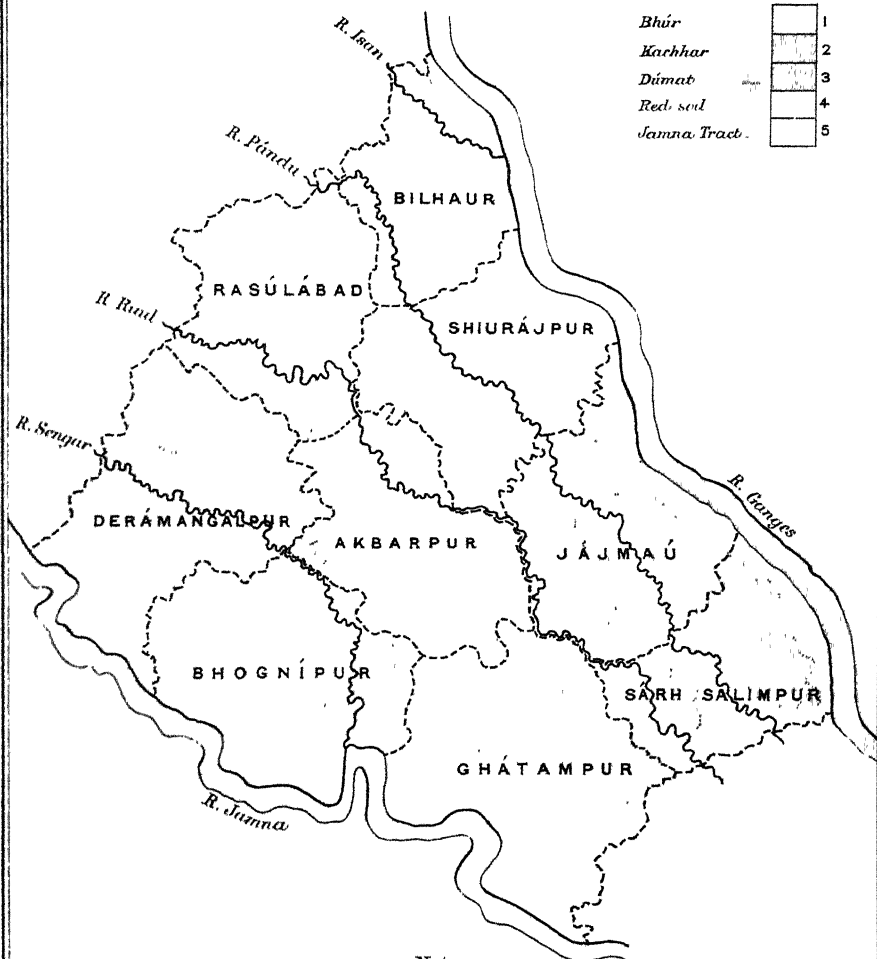 Bhúr 1
Kachhar 2
Dúmat 3
Red soil 4
Jamna Tract. 5
R. Isan
R. Pándu
BILHAUR
RASÚLÁBAD
R. Rind
SHIURÁJPUR
R. Sengar
R. Ganges
DERÁMANGALPUR
AKBARPUR
JÁJMAÚ
BHOGNÍPUR
SÁRH SALIMPUR
GHÁTAMPUR
R. Jamna